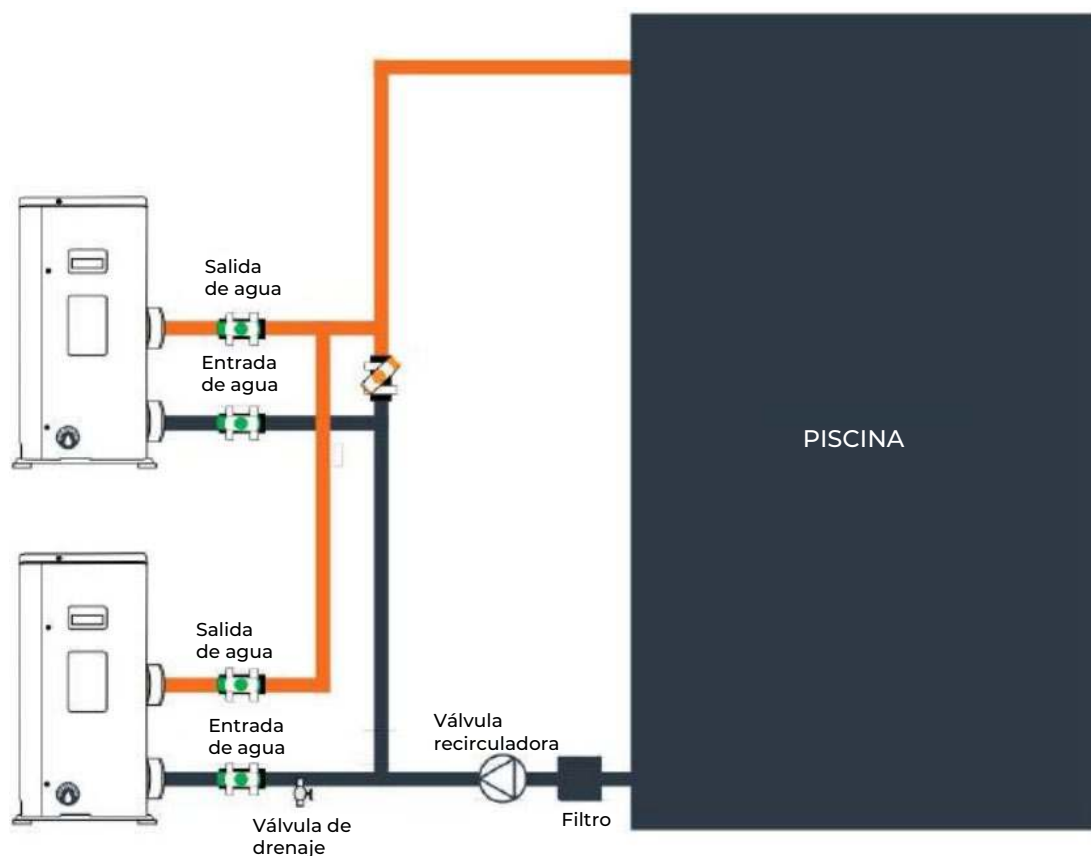 Salida
de agua
Entrada
de agua
PISCINA
Salida
de agua
Entrada
de agua
Válvula
recirculadora
Válvula de
drenaje
Filtro